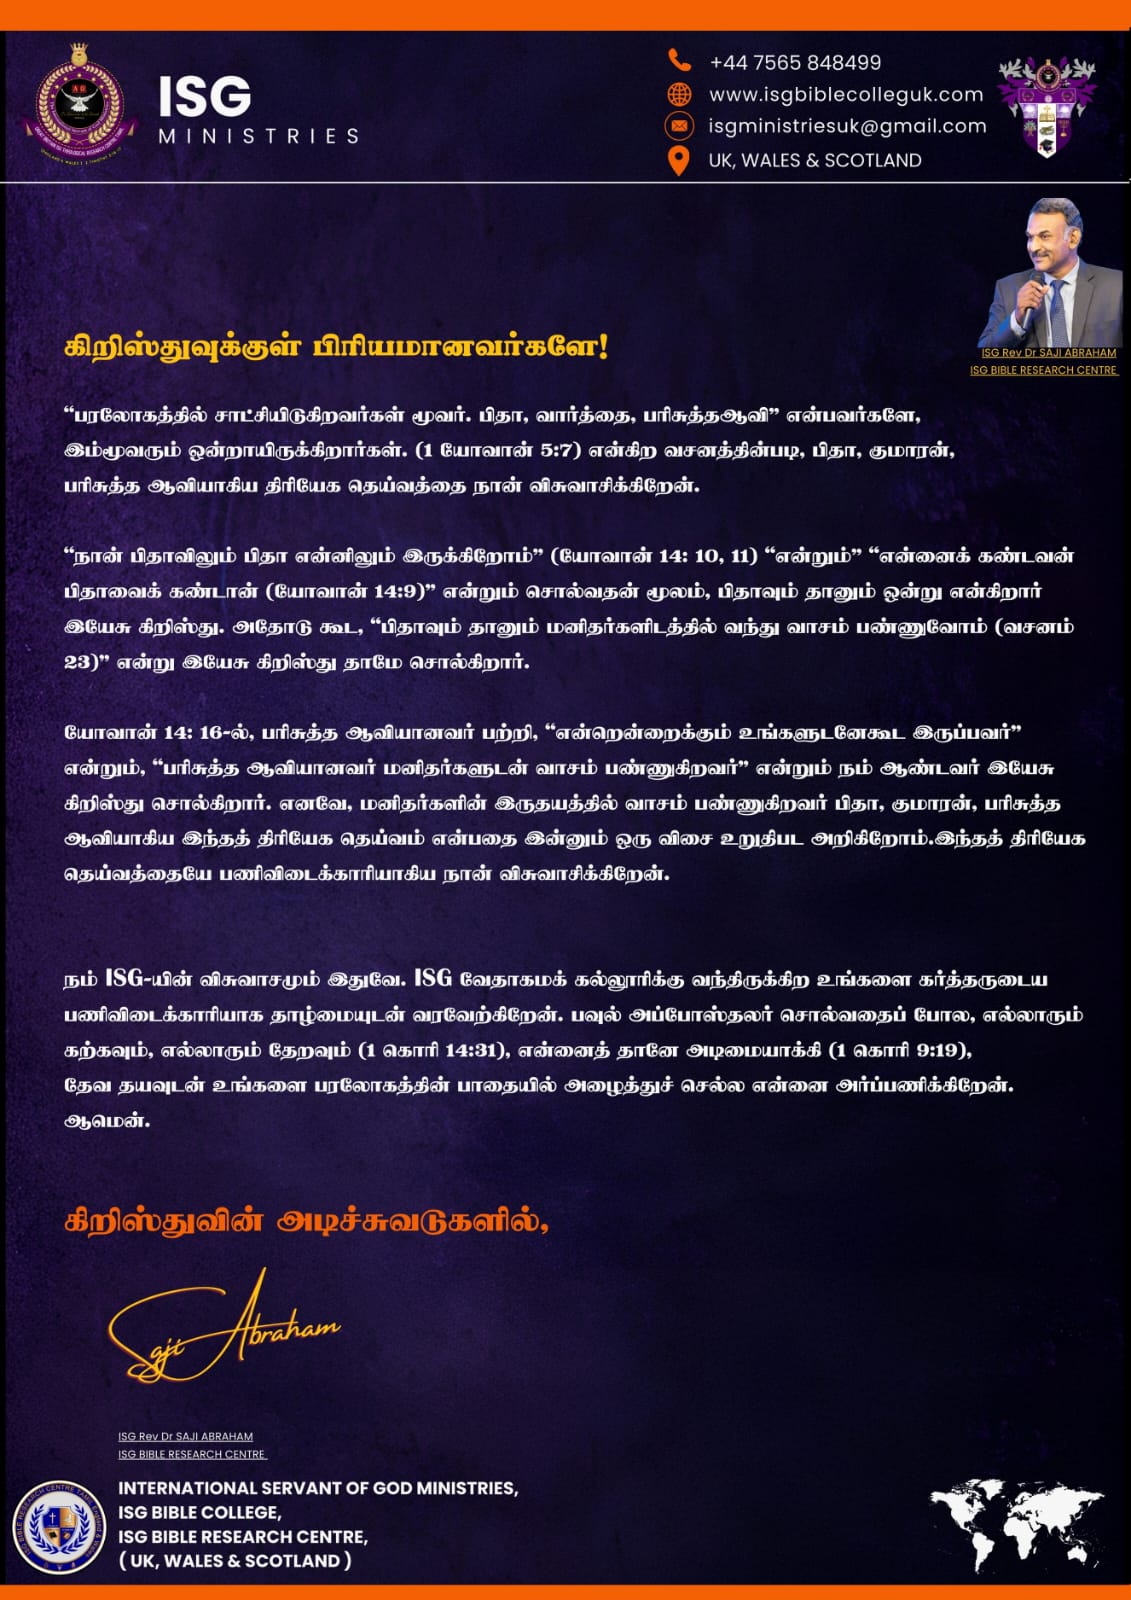 ISG
MINISTRIES
+44 7565 848499
www.isgbiblecolleguk.com
isgministriesuk@gmail.com
UK, WALES & SCOTLAND
ISG Rev Dr SAJI ABRAHAM
ISG BIBLE RESEARCH CENTRE
கிறிஸ்துவுக்குள் பிரியமானவர்களே!
“பரலோகத்தில் சாட்சியிடுகிறவர்கள் மூவர். பிதா, வார்த்தை, பரிசுத்தஆவி” என்பவர்களே,
இம்மூவரும் ஒன்றாயிருக்கிறார்கள். (1 யோவான் 5:7) என்கிற வசனத்தின்படி, பிதா, குமாரன்,
பரிசுத்த ஆவியாகிய திரியேக தெய்வத்தை நான் விசுவாசிக்கிறேன்.
“நான் பிதாவிலும் பிதா என்னிலும் இருக்கிறோம்” (யோவான் 14: 10, 11) “என்றும்” “என்னைக் கண்டவன்
பிதாவைக் கண்டான் (யோவான் 14:9)” என்றும் சொல்வதன் மூலம், பிதாவும் தானும் ஒன்று என்கிறார்
இயேசு கிறிஸ்து. அதோடு கூட, “பிதாவும் தானும் மனிதர்களிடத்தில் வந்து வாசம் பண்ணுவோம் (வசனம்
23)” என்று இயேசு கிறிஸ்து தாமே சொல்கிறார்.
யோவான் 14: 16-ல், பரிசுத்த ஆவியானவர் பற்றி, “என்றென்றைக்கும் உங்களுடனேகூட இருப்பவர்”
என்றும், “பரிசுத்த ஆவியானவர் மனிதர்களுடன் வாசம் பண்ணுகிறவர்” என்றும் நம் ஆண்டவர் இயேசு
கிறிஸ்து சொல்கிறார். எனவே, மனிதர்களின் இருதயத்தில் வாசம் பண்ணுகிறவர் பிதா, குமாரன், பரிசுத்த
ஆவியாகிய இந்தத் திரியேக தெய்வம் என்பதை இன்னும் ஒரு விசை உறுதிபட அறிகிறோம்.இந்தத் திரியேக
தெய்வத்தையே பணிவிடைக்காரியாகிய நான் விசுவாசிக்கிறேன்.
நம் ISG-யின் விசுவாசமும் இதுவே. ISG வேதாகமக் கல்லூரிக்கு வந்திருக்கிற உங்களை கர்த்தருடைய
பணிவிடைக்காரியாக தாழ்மையுடன் வரவேற்கிறேன். பவுல் அப்போஸ்தலர் சொல்வதைப் போல, எல்லாரும்
கற்கவும், எல்லாரும் தேறவும் (1 கொரி 14:31), என்னைத் தானே அடிமையாக்கி (1 கொரி 9:19),
தேவ தயவுடன் உங்களை பரலோகத்தின் பாதையில் அழைத்துச் செல்ல என்னை அர்ப்பணிக்கிறேன்.
ஆமென்.
கிறிஸ்துவின் அடிச்சுவடுகளில்,
Saji Abraham
ISG Rev Dr SAJI ABRAHAM
ISG BIBLE RESEARCH CENTRE
INTERNATIONAL SERVANT OF GOD MINISTRIES,
ISG BIBLE COLLEGE,
ISG BIBLE RESEARCH CENTRE,
( UK, WALES & SCOTLAND )